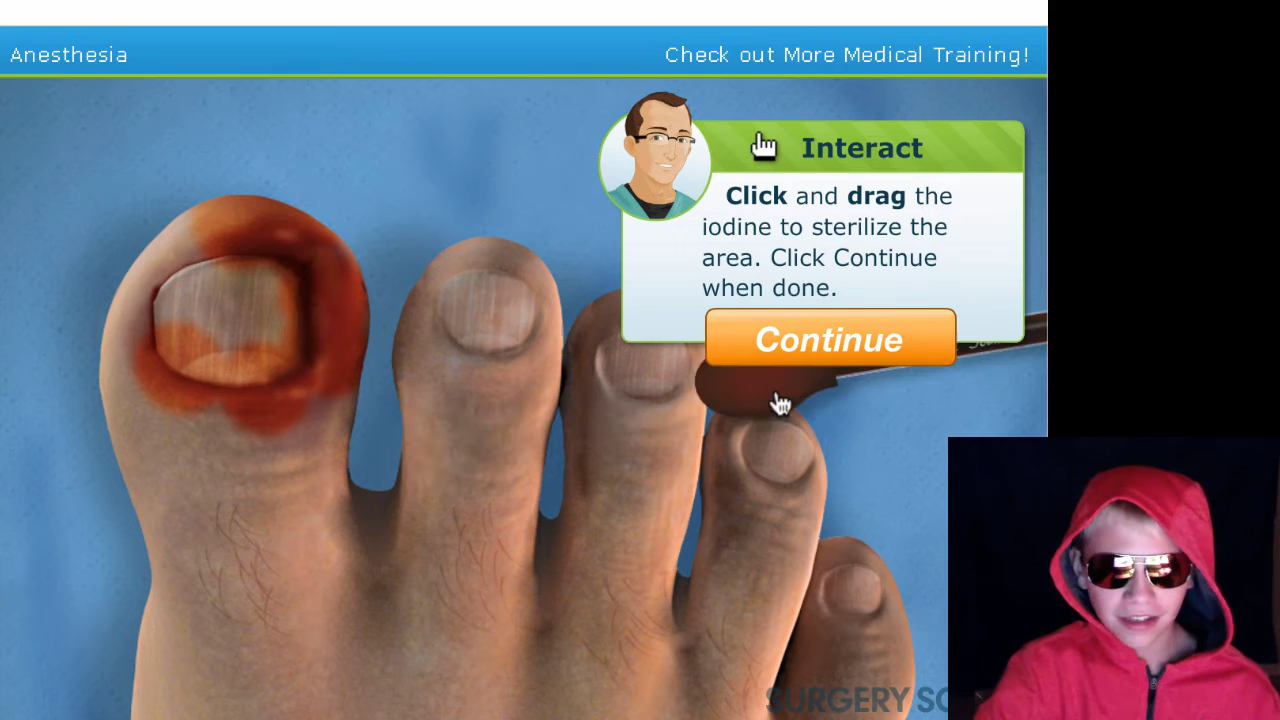 Anesthesia
Check out More Medical Training!
Interact
Click and drag the
iodine to sterilize the
area. Click Continue
when done.
Continue
SURGERY